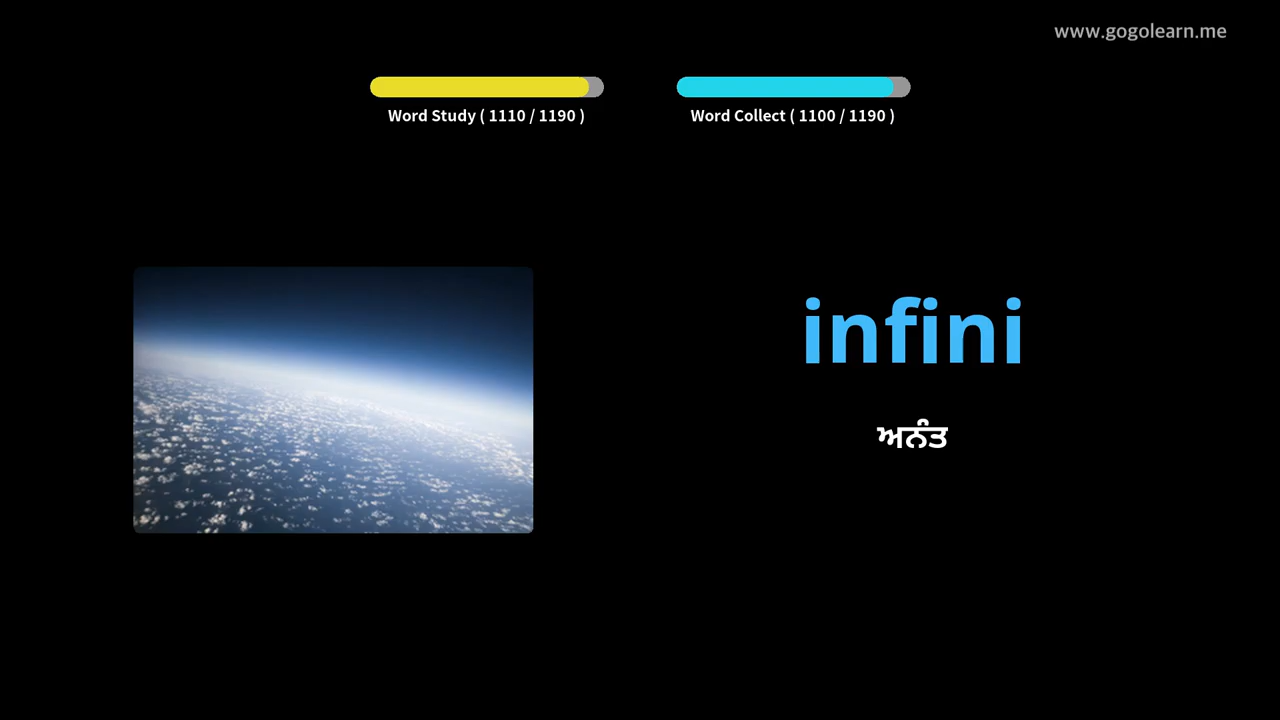 www.gogolearn.me
Word Study ( 1110 / 1190 )
Word Collect ( 1100 / 1190 )
infini
ਅਨੰਤ